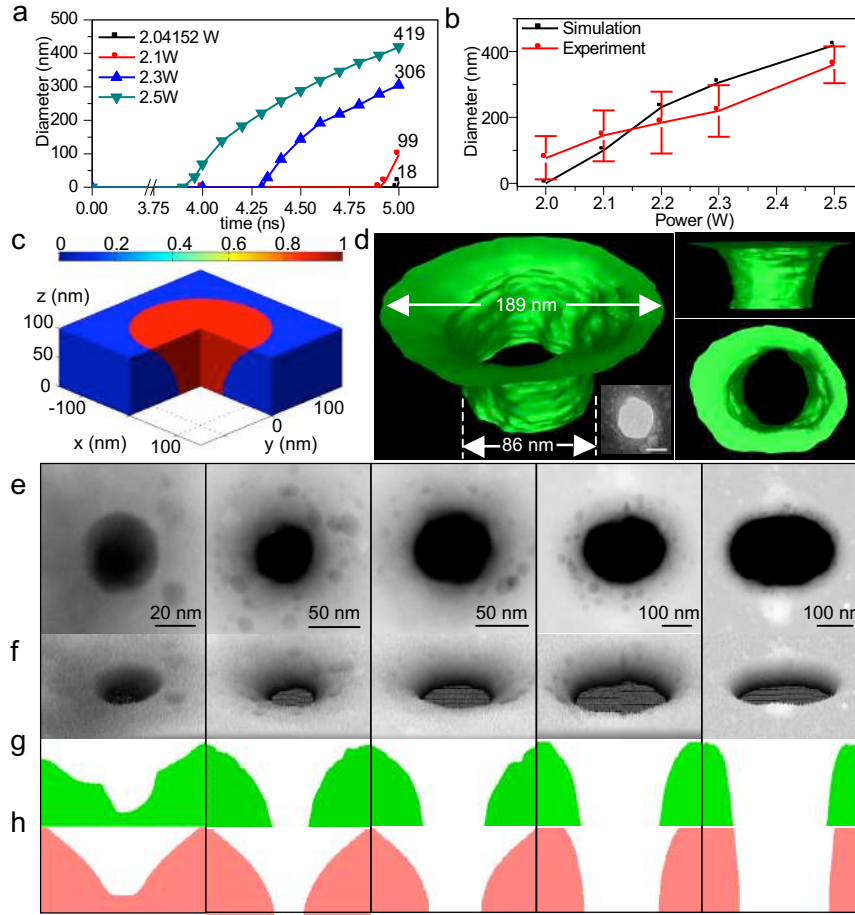 a
500
400
300
200
100
0
Diameter (nm)
2.04152 W
2.1W
2.3W
2.5W
419
306
99
18
0.00 3.75 4.00 4.25 4.50 4.75 5.00
time (ns)
b
400
200
0
Diameter (nm)
Simulation
Experiment
2.0 2.1 2.2 2.3 2.4 2.5
Power (W)
c
0 0.2 0.4 0.6 0.8 1
z (nm)
100
50
0
-100
x (nm)
100
0
y (nm)
100
d
189 nm
86 nm
e
20 nm
50 nm
50 nm
100 nm
100 nm
f
g
h